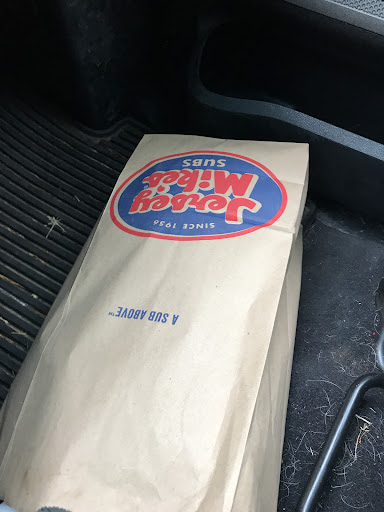 SINCE 1956
Jersey
Mike's
SUBS
A SUB ABOVE™